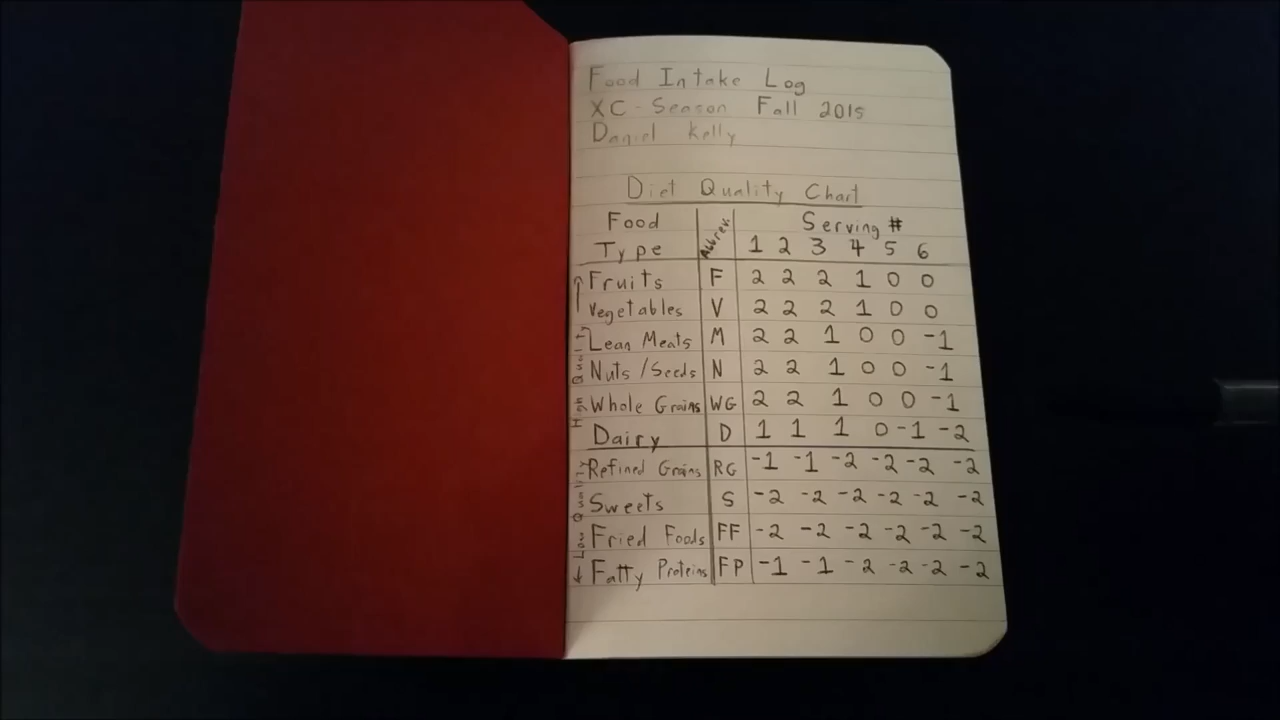 Food Intake Log
XC-Season Fall 2015
Daniel Kelly
Diet Quality Chart
Food Type Abbrev. Serving #
1 2 3 4 5 6
Fruits F 2 2 2 1 0 0
Vegetables V 2 2 2 1 0 0
Lean Meats M 2 2 1 0 0 -1
Nuts/Seeds N 2 2 1 0 0 -1
Whole Grains WG 2 2 1 0 0 -1
Dairy D 1 1 1 0 -1 -2
Refined Grains RG -1 -1 -2 -2 -2 -2
Sweets S -2 -2 -2 -2 -2 -2
Fried Foods FF -2 -2 -2 -2 -2 -2
Fatty Proteins FP -1 -1 -2 -2 -2 -2
High Quality
Low Quality